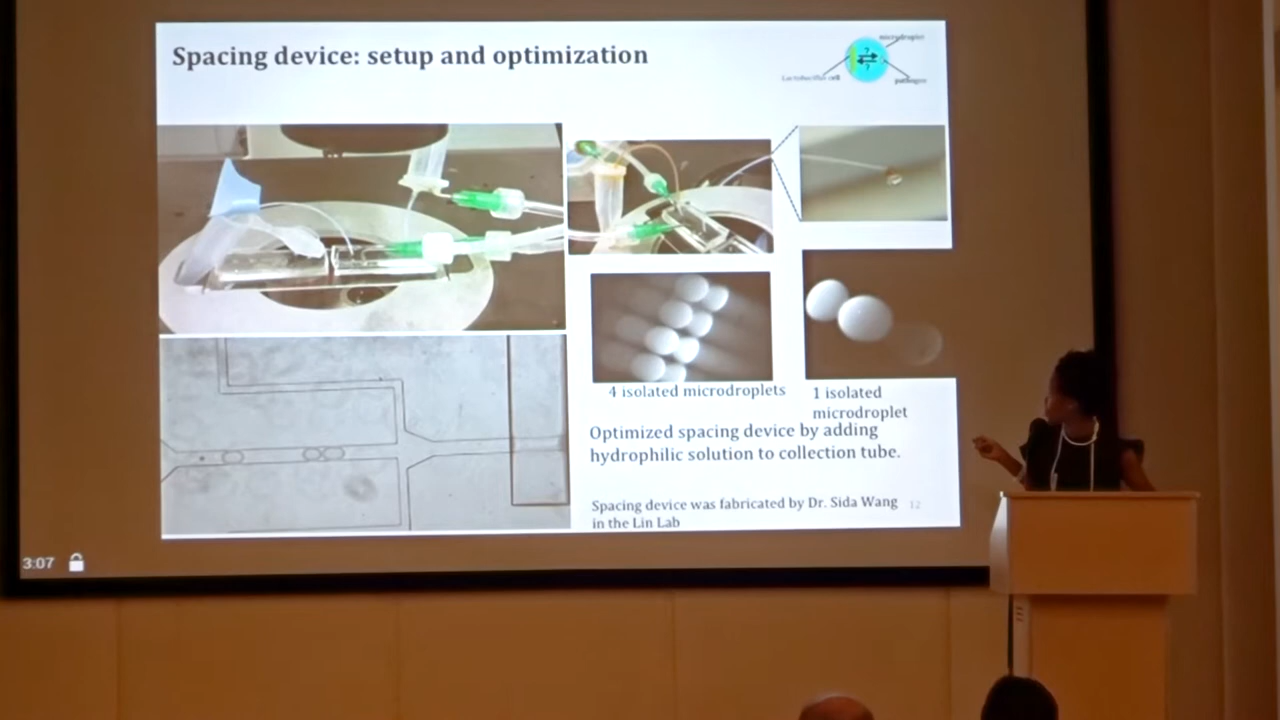 Spacing device: setup and optimization
microdroplet
Lactobacillus cell
pathogen
?
?
4 isolated microdroplets
1 isolated
microdroplet
Optimized spacing device by adding
hydrophilic solution to collection tube.
Spacing device was fabricated by Dr. Sida Wang
in the Lin Lab
12
3:07